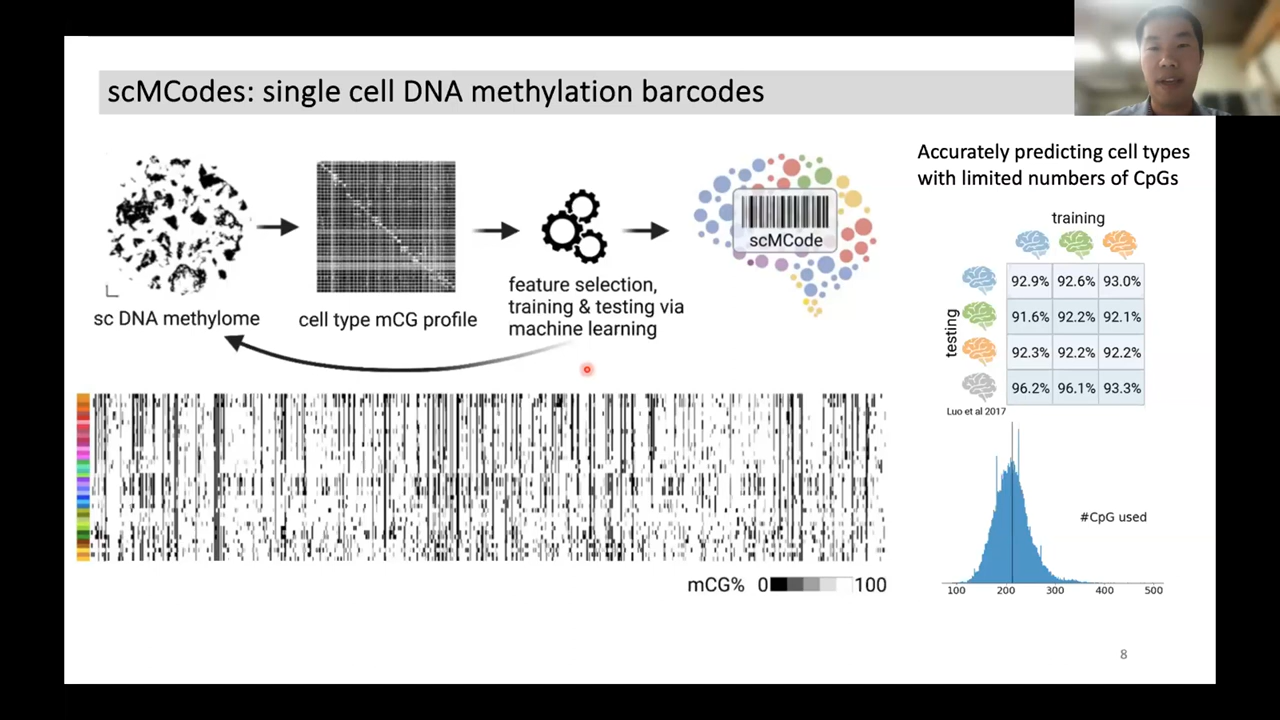 scMCodes: single cell DNA methylation barcodes
sc DNA methylome
cell type mCG profile
feature selection,
training & testing via
machine learning
scMCode
mCG% 0 100
Accurately predicting cell types
with limited numbers of CpGs
training
testing
92.9% 92.6% 93.0%
91.6% 92.2% 92.1%
92.3% 92.2% 92.2%
96.2% 96.1% 93.3%
Luo et al 2017
#CpG used
100 200 300 400 500
8